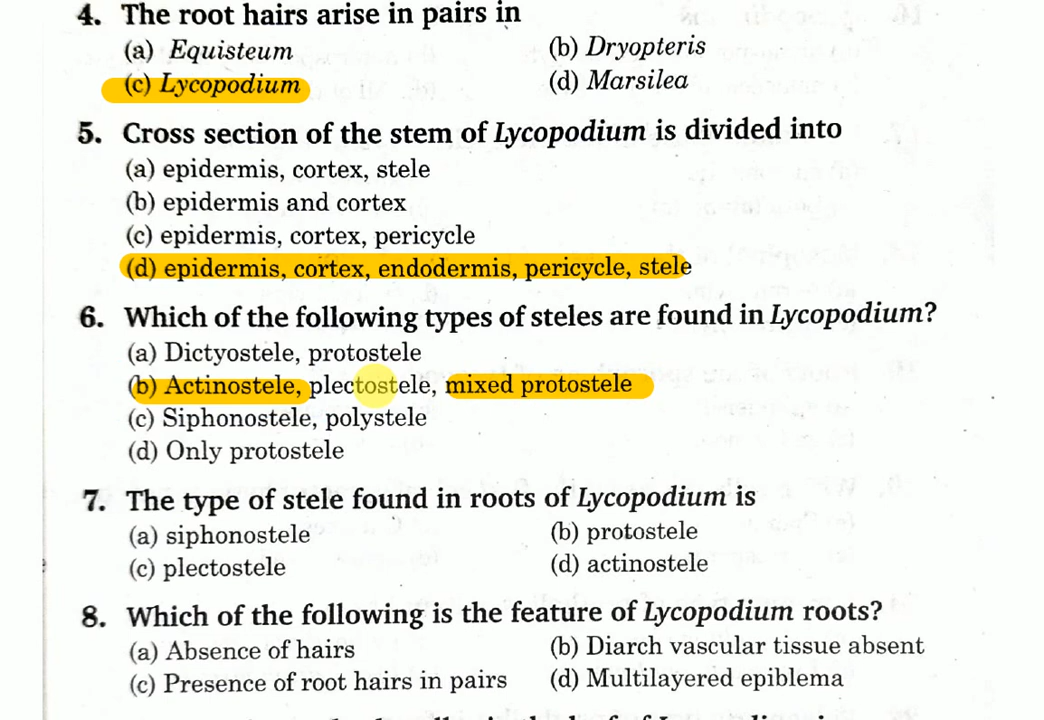 4. The root hairs arise in pairs in
(a) Equisteum (b) Dryopteris
(c) Lycopodium (d) Marsilea
5. Cross section of the stem of Lycopodium is divided into
(a) epidermis, cortex, stele
(b) epidermis and cortex
(c) epidermis, cortex, pericycle
(d) epidermis, cortex, endodermis, pericycle, stele
6. Which of the following types of steles are found in Lycopodium?
(a) Dictyostele, protostele
(b) Actinostele, plectostele, mixed protostele
(c) Siphonostele, polystele
(d) Only protostele
7. The type of stele found in roots of Lycopodium is
(a) siphonostele (b) protostele
(c) plectostele (d) actinostele
8. Which of the following is the feature of Lycopodium roots?
(a) Absence of hairs (b) Diarch vascular tissue absent
(c) Presence of root hairs in pairs (d) Multilayered epiblema